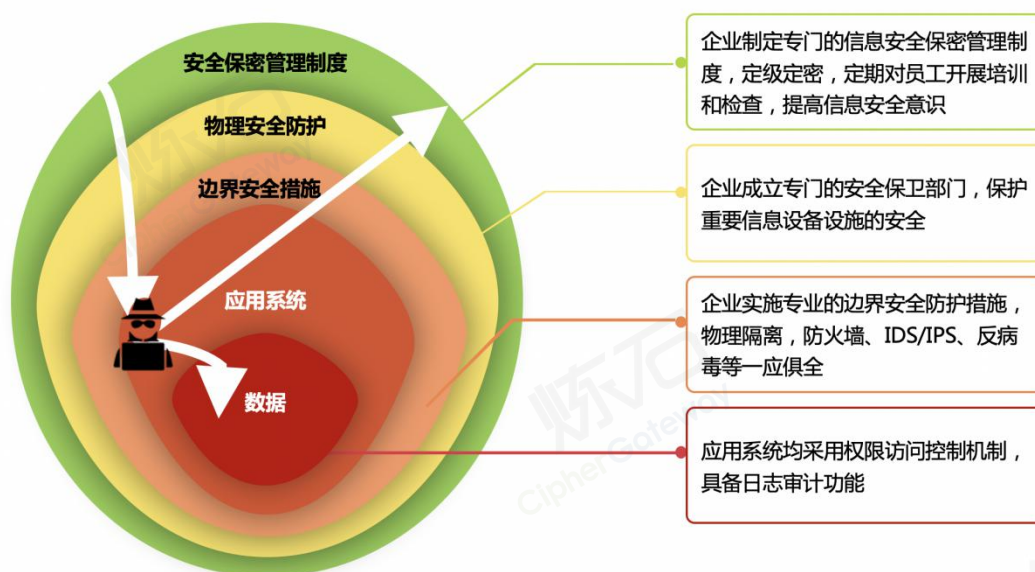 安全保密管理制度
物理安全防护
边界安全措施
应用系统
数据
企业制定专门的信息安全保密管理制
度，定级定密，定期对员工开展培训
和检查，提高信息安全意识
企业成立专门的安全保卫部门，保护
重要信息设备设施的安全
企业实施专业的边界安全防护措施，
物理隔离，防火墙、IDS/IPS、反病
毒等一应俱全
应用系统均采用权限访问控制机制，
具备日志审计功能
炼石
CipherGateway
炼石
CipherGateway